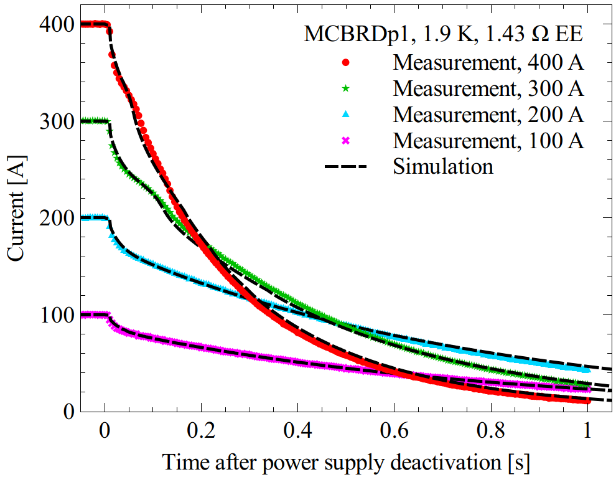 MCBRDp1, 1.9 K, 1.43 Ω EE
Measurement, 400 A
Measurement, 300 A
Measurement, 200 A
Measurement, 100 A
Simulation
Current [A]
400
300
200
100
0
0 0.2 0.4 0.6 0.8 1
Time after power supply deactivation [s]